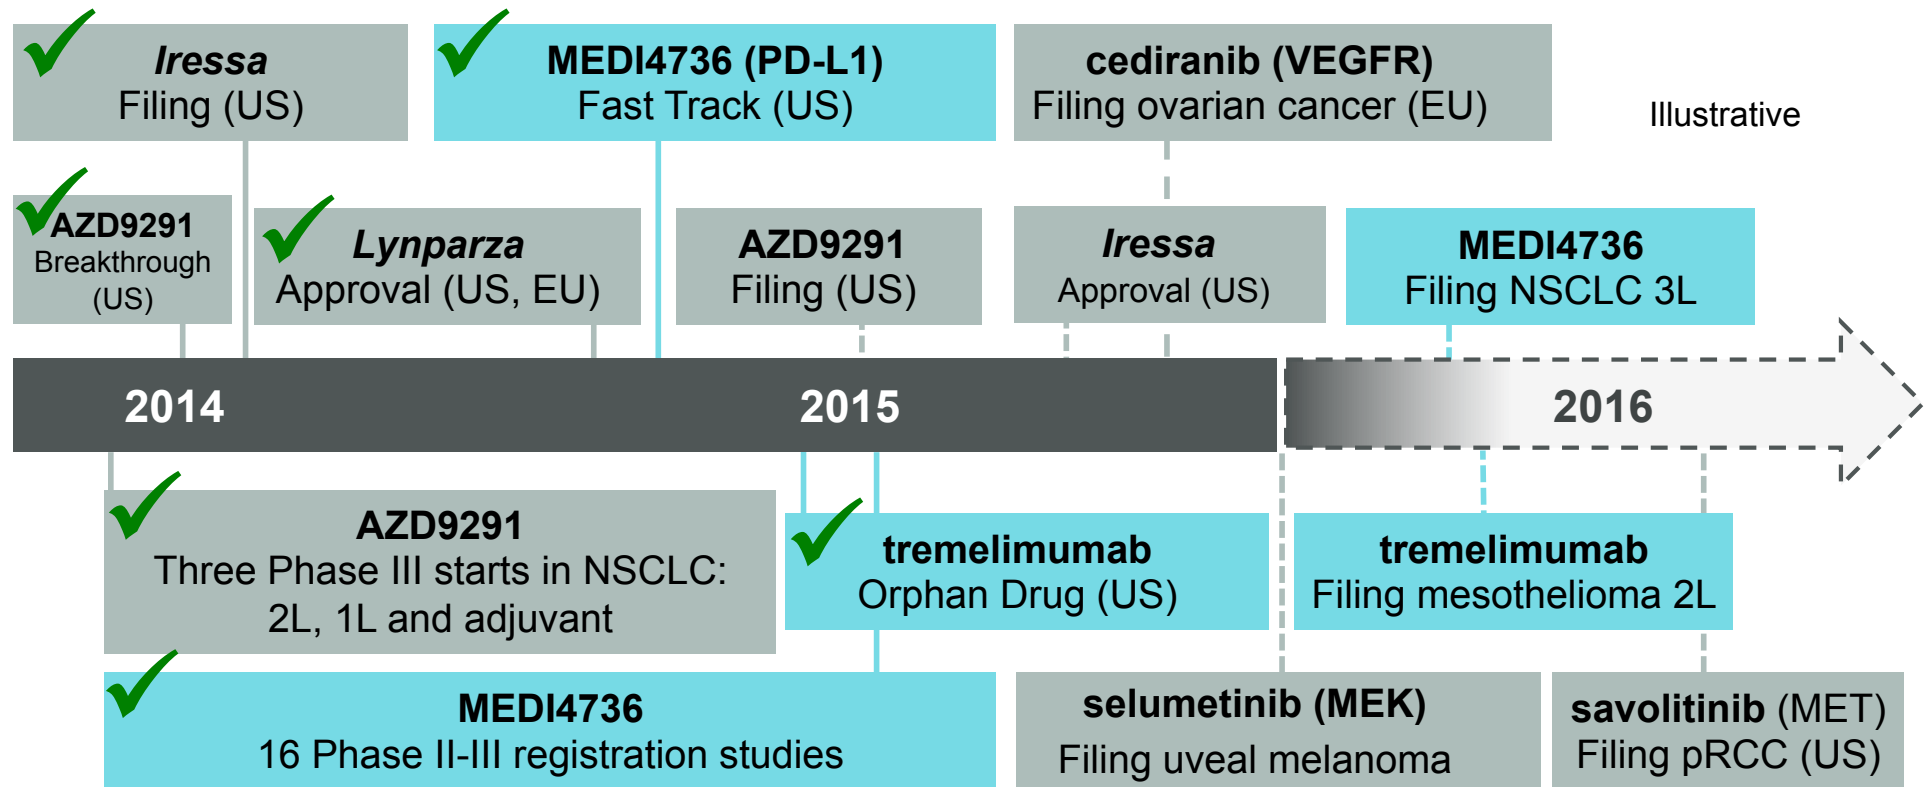 Iressa
Filing (US)
MEDI4736 (PD-L1)
Fast Track (US)
cediranib (VEGFR)
Filing ovarian cancer (EU)
Illustrative
AZD9291
Breakthrough
(US)
Lynparza
Approval (US, EU)
AZD9291
Filing (US)
Iressa
Approval (US)
MEDI4736
Filing NSCLC 3L
2014
2015
2016
AZD9291
Three Phase III starts in NSCLC:
2L, 1L and adjuvant
tremelimumab
Orphan Drug (US)
tremelimumab
Filing mesothelioma 2L
MEDI4736
16 Phase II-III registration studies
selumetinib (MEK)
Filing uveal melanoma
savolitinib (MET)
Filing pRCC (US)